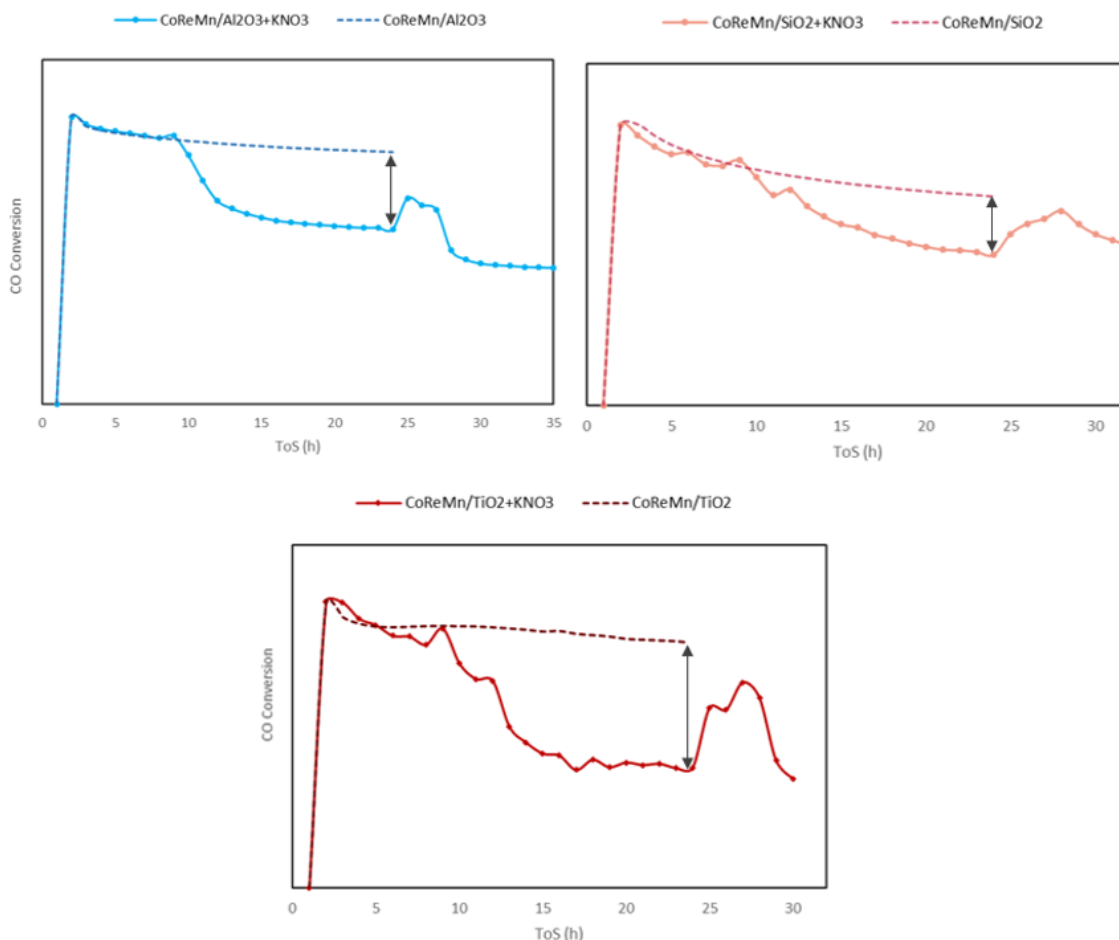 CoReMn/Al2O3+KNO3 CoReMn/Al2O3
CO Conversion
0 5 10 15 20 25 30 35
ToS (h)
CoReMn/SiO2+KNO3 CoReMn/SiO2
0 5 10 15 20 25 30
ToS (h)
CoReMn/TiO2+KNO3 CoReMn/TiO2
CO Conversion
0 5 10 15 20 25 30
ToS (h)